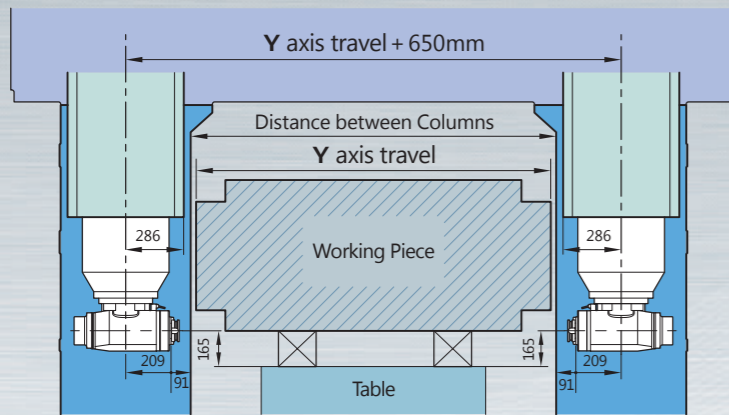 Y axis travel + 650mm
Distance between Columns
Y axis travel
286
Working Piece
286
165
165
209
91
Table
91
209